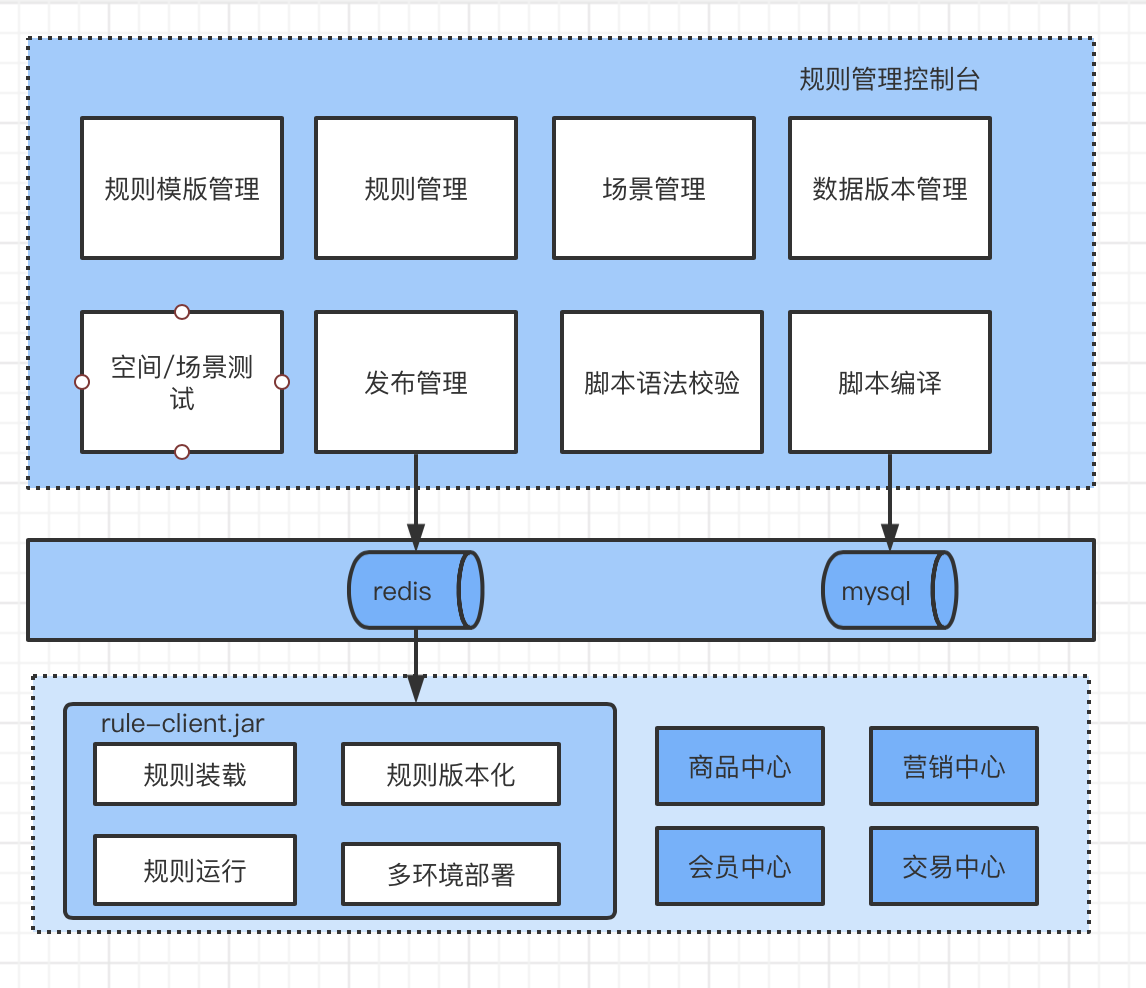 规则管理控制台
规则模版管理
规则管理
场景管理
数据版本管理
空间/场景测
试
发布管理
脚本语法校验
脚本编译
redis
mysql
rule-client.jar
规则装载
规则版本化
商品中心
营销中心
规则运行
多环境部署
会员中心
交易中心